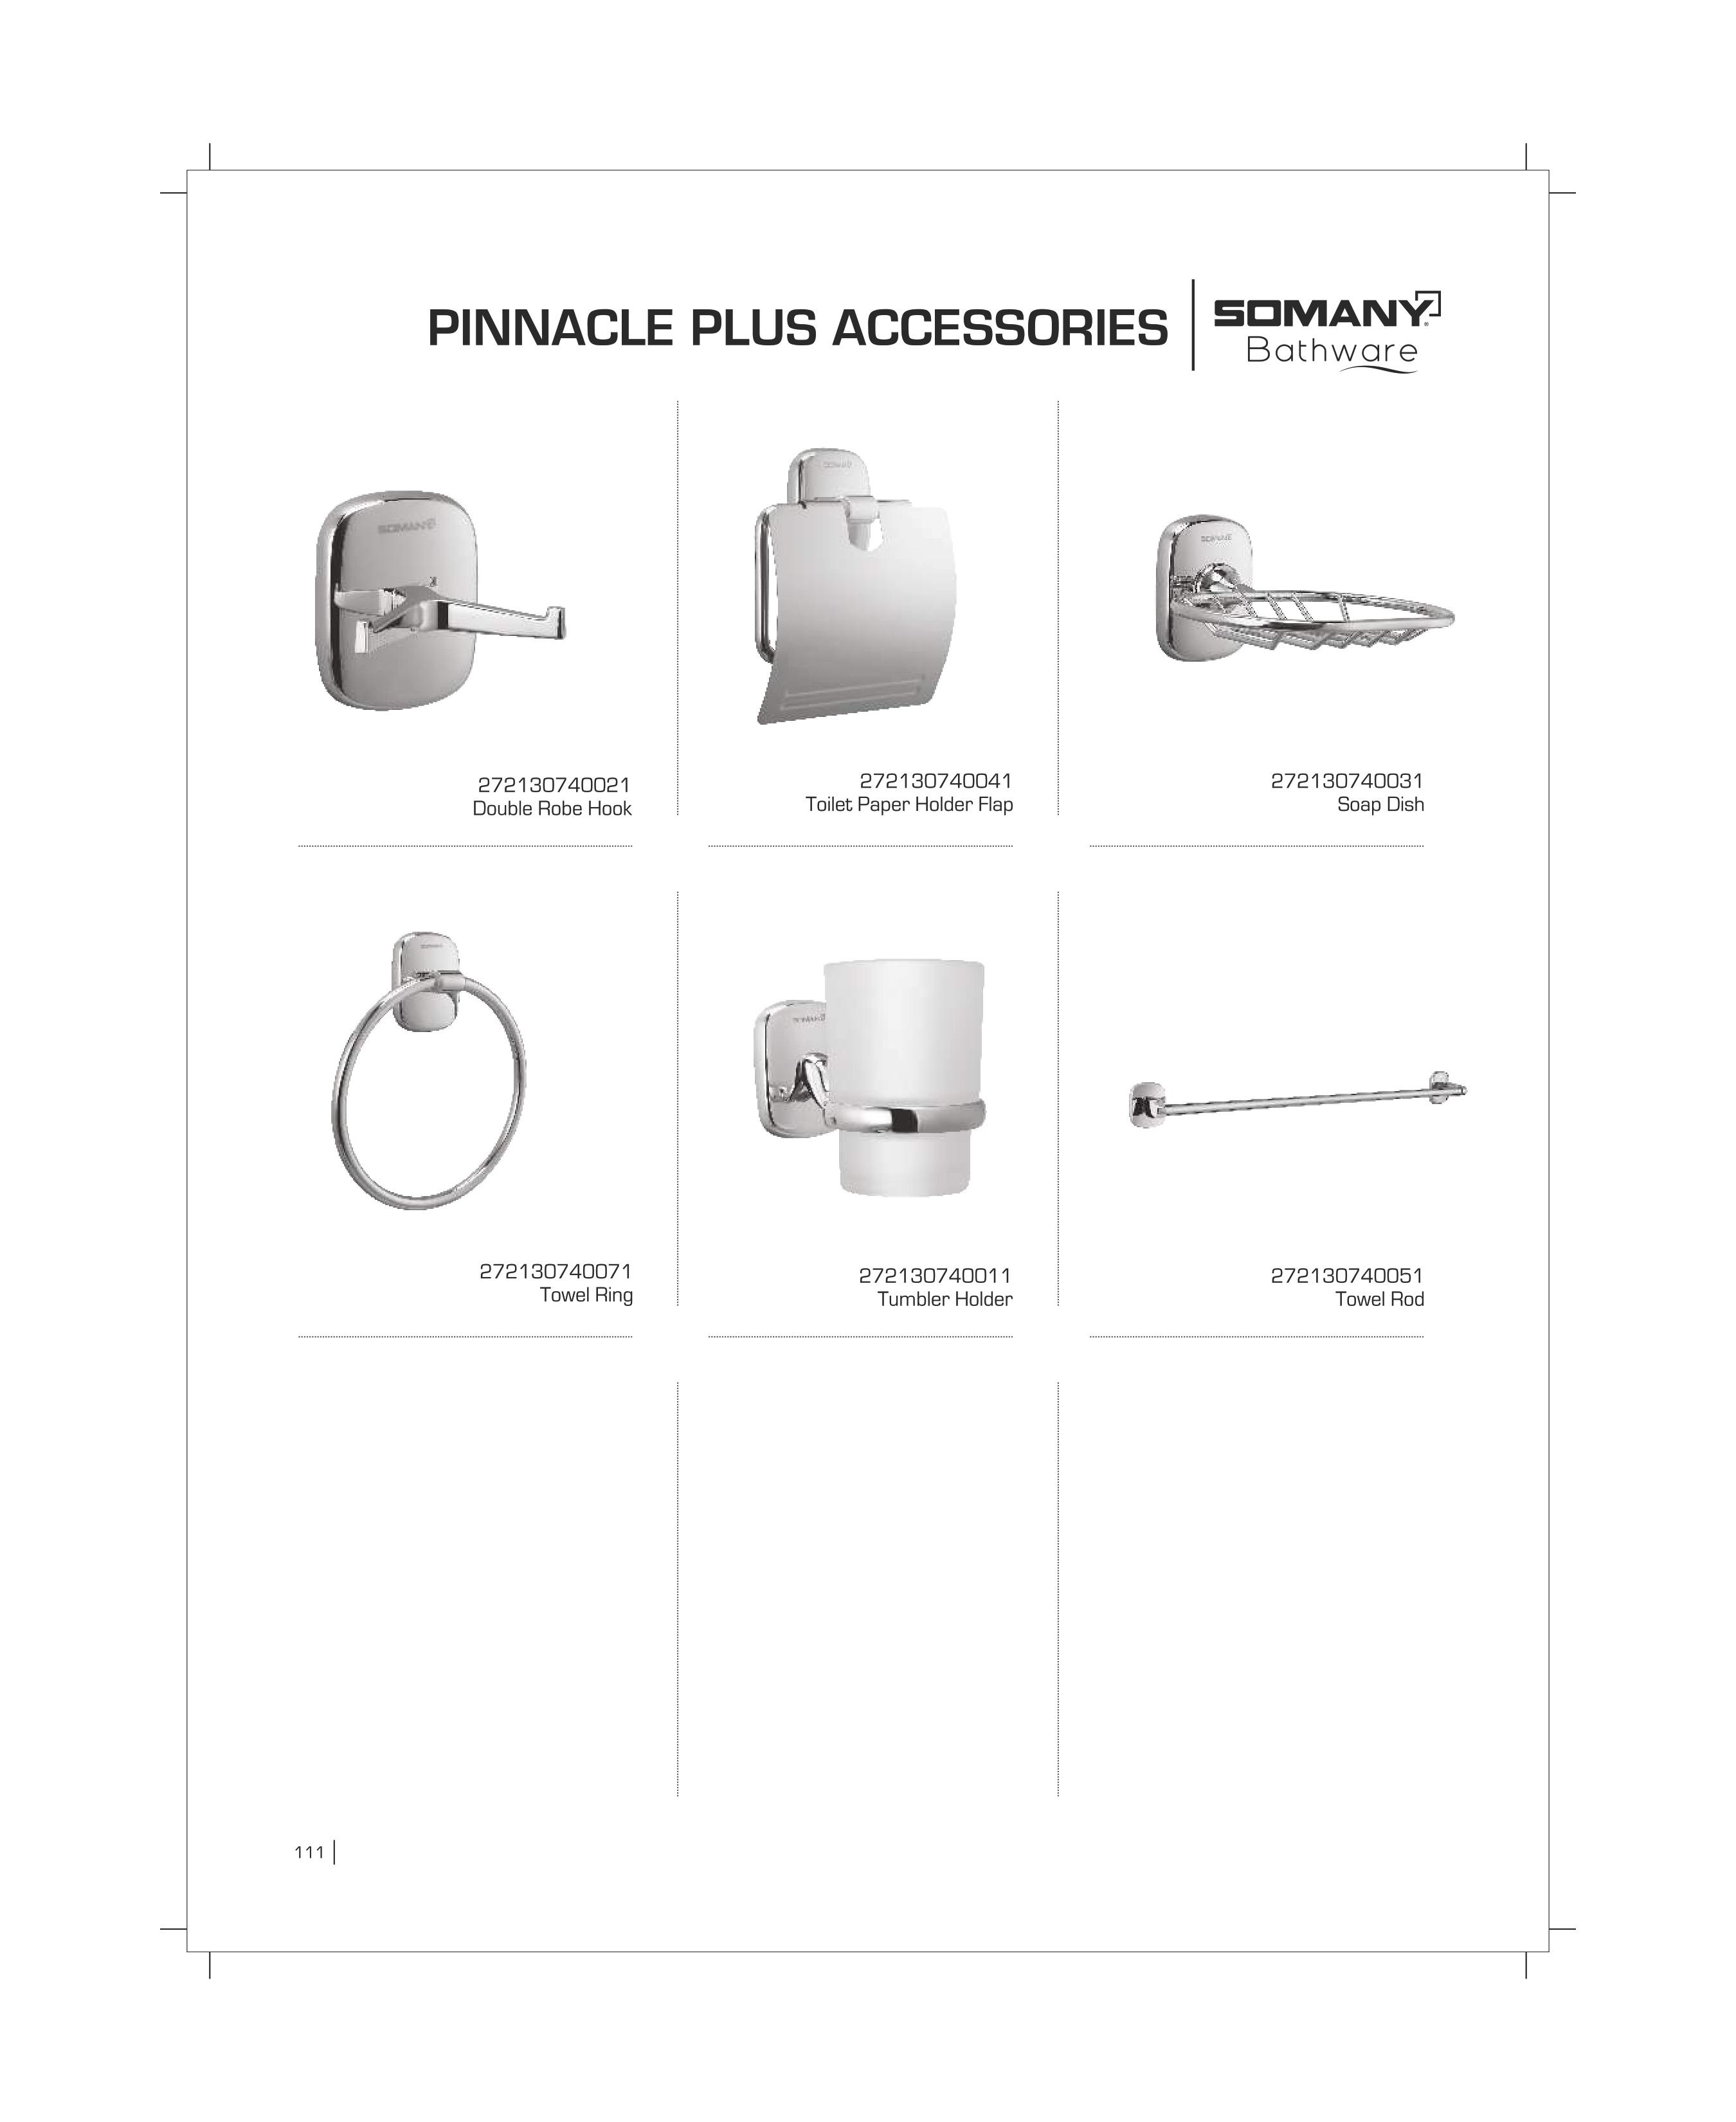 PINNACLE PLUS ACCESSORIES
SOMANY®
Bathware
SOMANY
272130740021
Double Robe Hook
SOMANY
272130740041
Toilet Paper Holder Flap
SOMANY
272130740031
Soap Dish
SOMANY
272130740071
Towel Ring
SOMANY
272130740011
Tumbler Holder
272130740051
Towel Rod
111